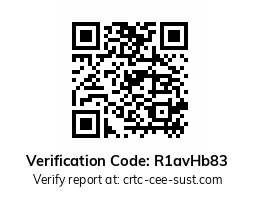 Verification Code: R1avHb83
Verify report at: crtc-cee-sust.com